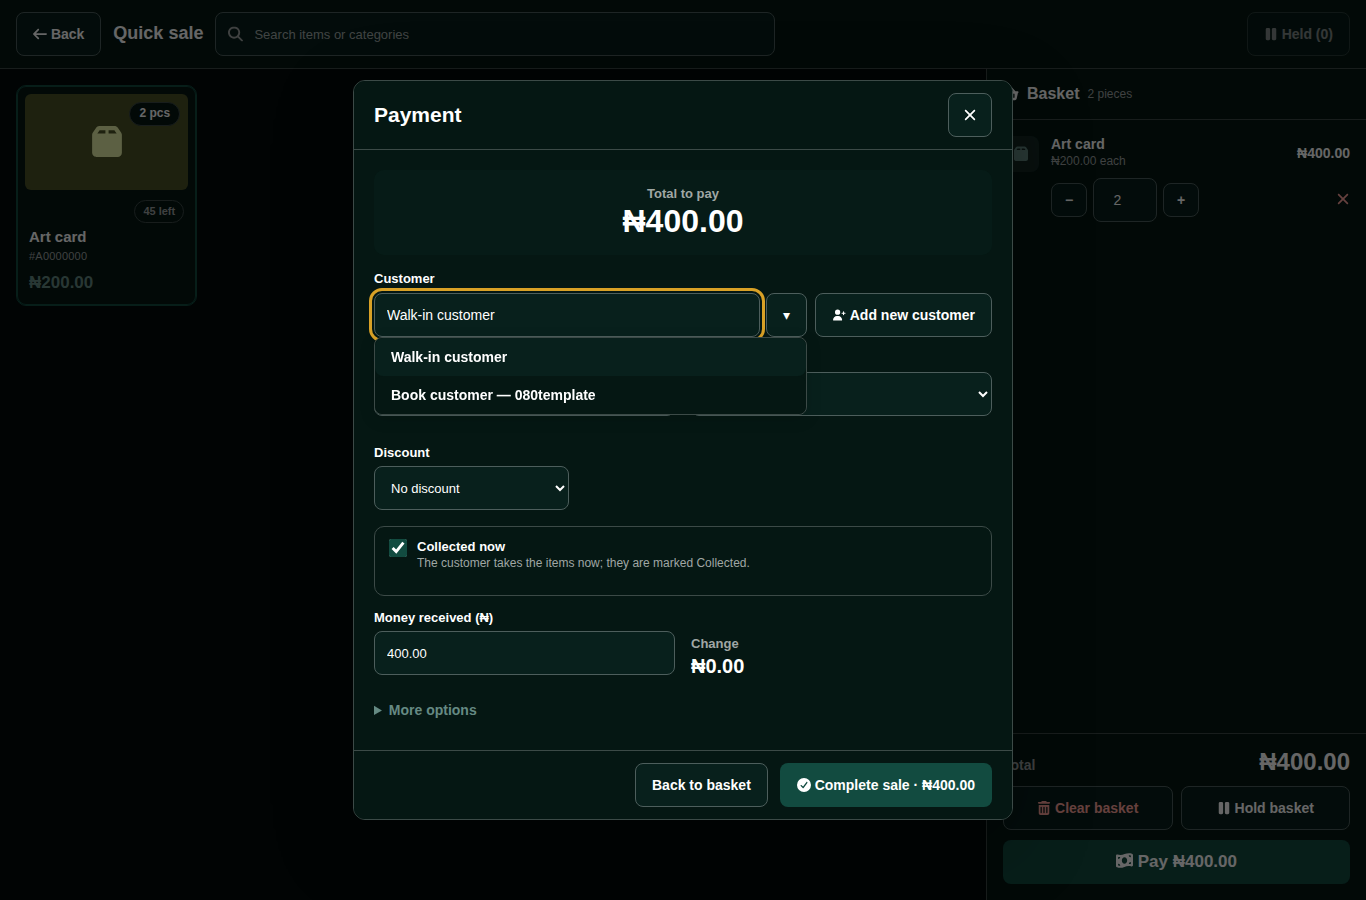 Back
Quick sale
Search items or categories
Held (0)
2 pcs
45 left
Art card
#A0000000
₦200.00
Payment
Total to pay
₦400.00
Customer
Walk-in customer
▼
Add new customer
Walk-in customer
Book customer — 080template
Discount
No discount
Collected now
The customer takes the items now; they are marked Collected.
Money received (₦)
400.00
Change
₦0.00
More options
Back to basket
Complete sale · ₦400.00
Basket
2 pieces
Art card
₦200.00 each
₦400.00
−
2
+
₦400.00
Clear basket
Hold basket
Pay ₦400.00